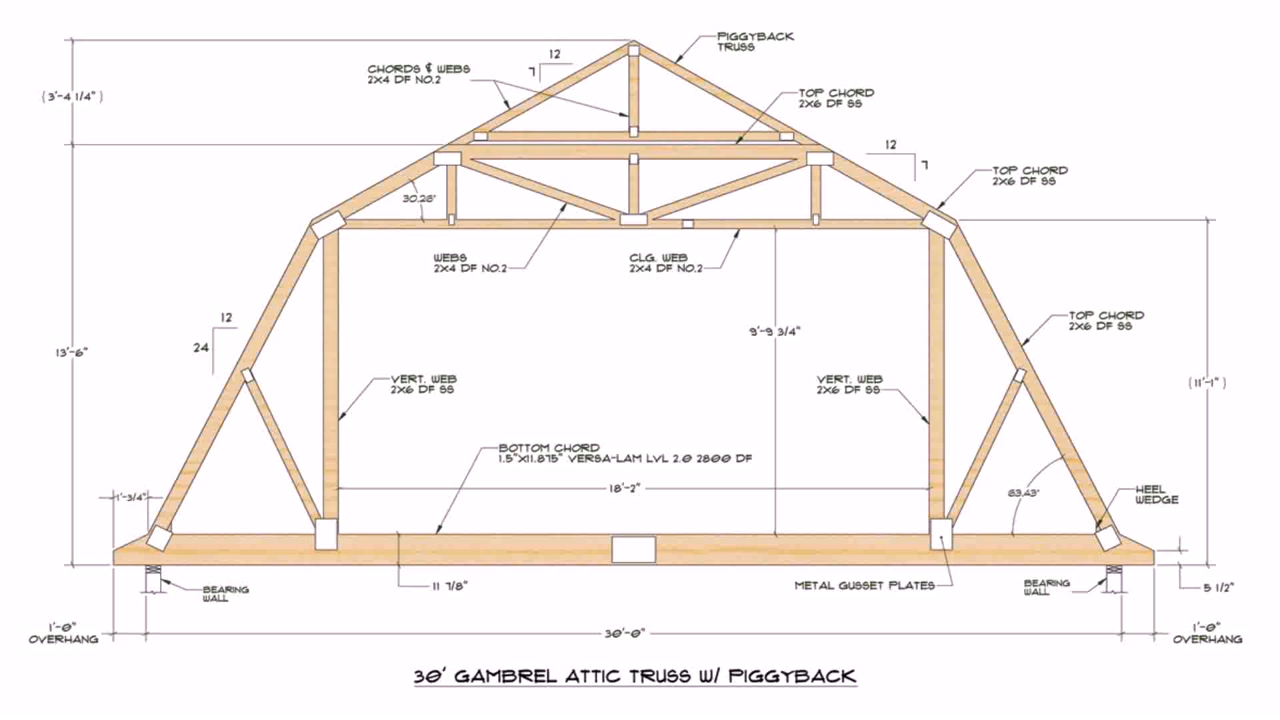 PIGGYBACK
TRUSS
12
7
CHORDS & WEBS
2X4 DF NO.2
(3'-4 1/4")
TOP CHORD
2X6 DF SS
12
7
TOP CHORD
2X6 DF SS
30.26°
WEBS
2X4 DF NO.2
CLG. WEB
2X4 DF NO.2
12
24
9'-9 3/4"
TOP CHORD
2X6 DF SS
13'-6"
(11'-1")
VERT. WEB
2X6 DF SS
VERT. WEB
2X6 DF SS
BOTTOM CHORD
1.5"X11.875" VERSA-LAM LVL 2.0 2800 DF
18'-2"
1'-3/4"
63.43°
HEEL
WEDGE
BEARING
WALL
11 7/8"
METAL GUSSET PLATES
BEARING
WALL
5 1/2"
1'-0"
OVERHANG
30'-0"
1'-0"
OVERHANG
30' GAMBREL ATTIC TRUSS W/ PIGGYBACK